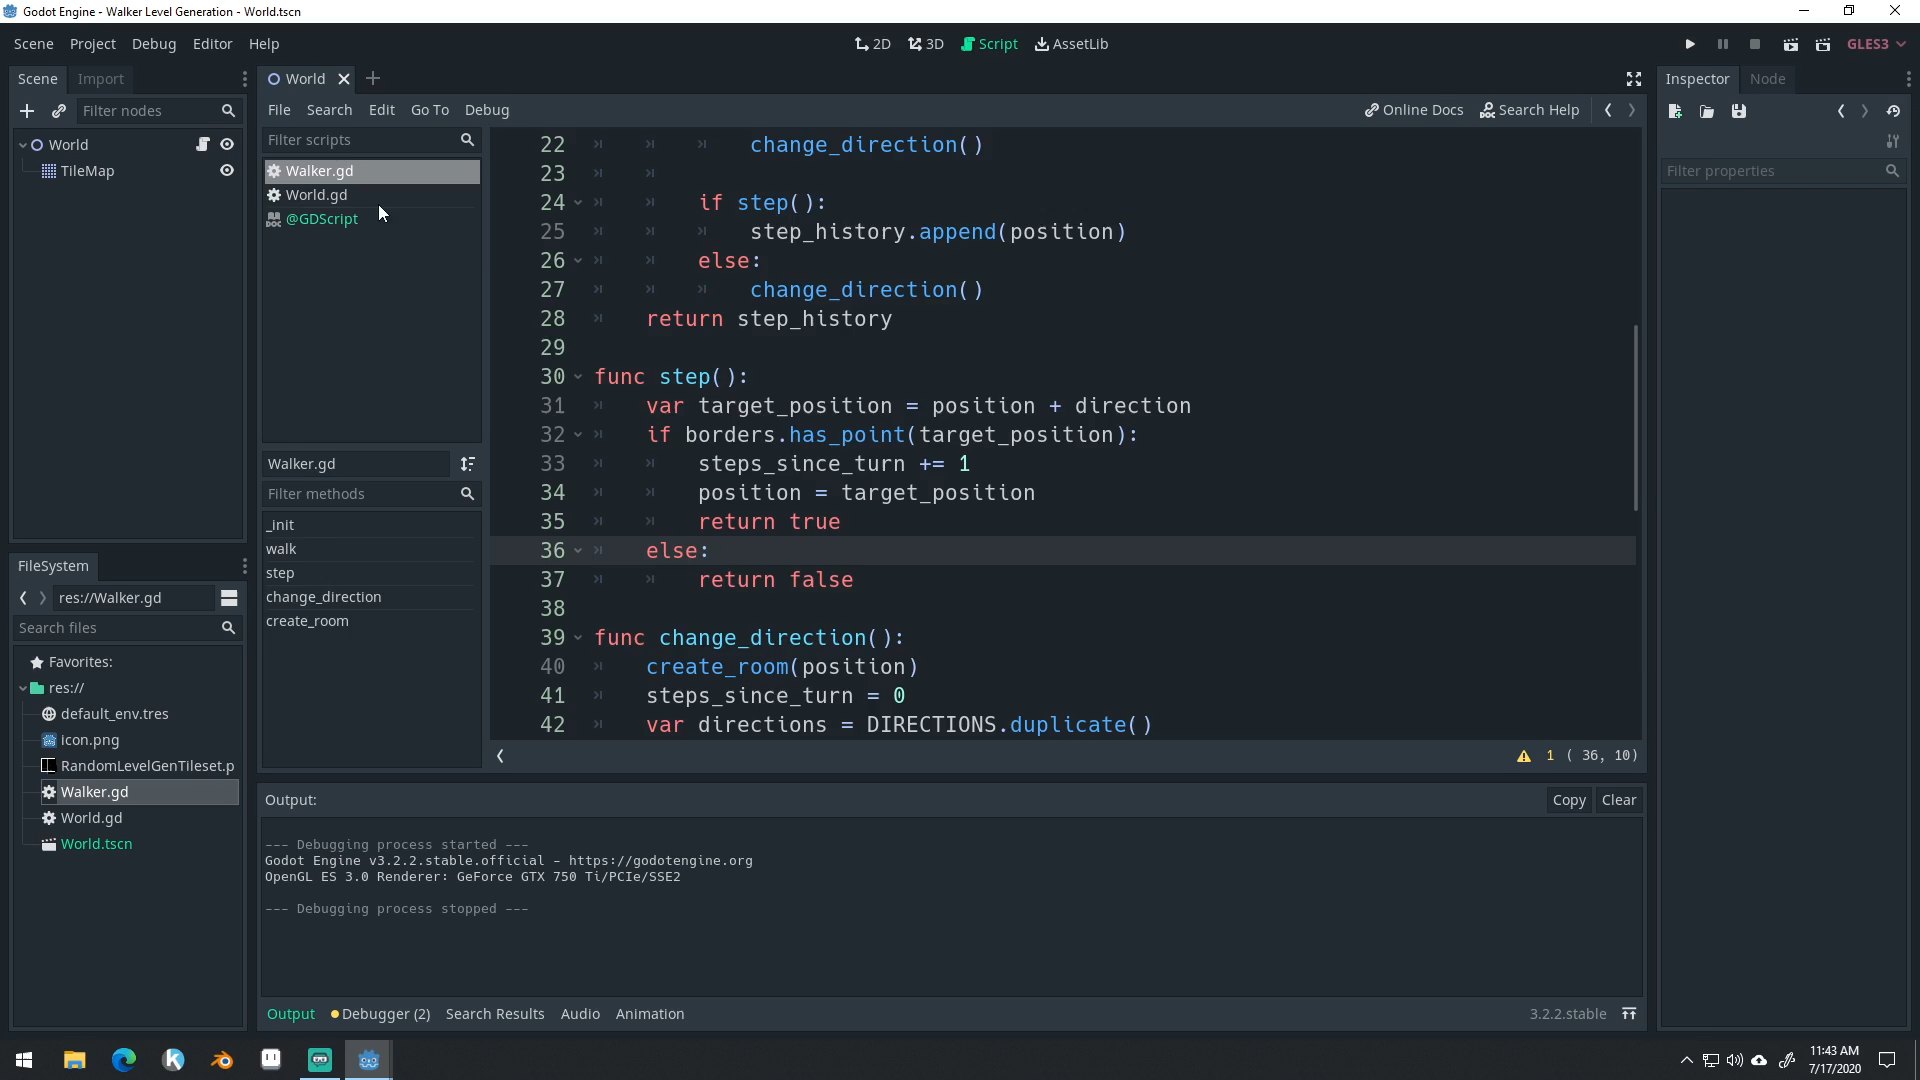 Godot Engine - Walker Level Generation - World.tscn
Scene Project Debug Editor Help
2D 3D Script AssetLib
GLES3
Scene Import
Filter nodes
World
TileMap
World
File Search Edit Go To Debug
Online Docs Search Help
Filter scripts
Walker.gd
World.gd
@GDScript
Walker.gd
Filter methods
_init
walk
step
change_direction
create_room
22 change_direction()
23
24 if step():
25 step_history.append(position)
26 else:
27 change_direction()
28 return step_history
29
30 func step():
31 var target_position = position + direction
32 if borders.has_point(target_position):
33 steps_since_turn += 1
34 position = target_position
35 return true
36 else:
37 return false
38
39 func change_direction():
40 create_room(position)
41 steps_since_turn = 0
42 var directions = DIRECTIONS.duplicate()
1 ( 36, 10)
Inspector Node
Filter properties
FileSystem
res://Walker.gd
Search files
Favorites:
res://
default_env.tres
icon.png
RandomLevelGenTileset.p
Walker.gd
World.gd
World.tscn
Output:
Copy Clear
--- Debugging process started ---
Godot Engine v3.2.2.stable.official - https://godotengine.org
OpenGL ES 3.0 Renderer: GeForce GTX 750 Ti/PCIe/SSE2
--- Debugging process stopped ---
Output Debugger (2) Search Results Audio Animation
3.2.2.stable
11:43 AM
7/17/2020